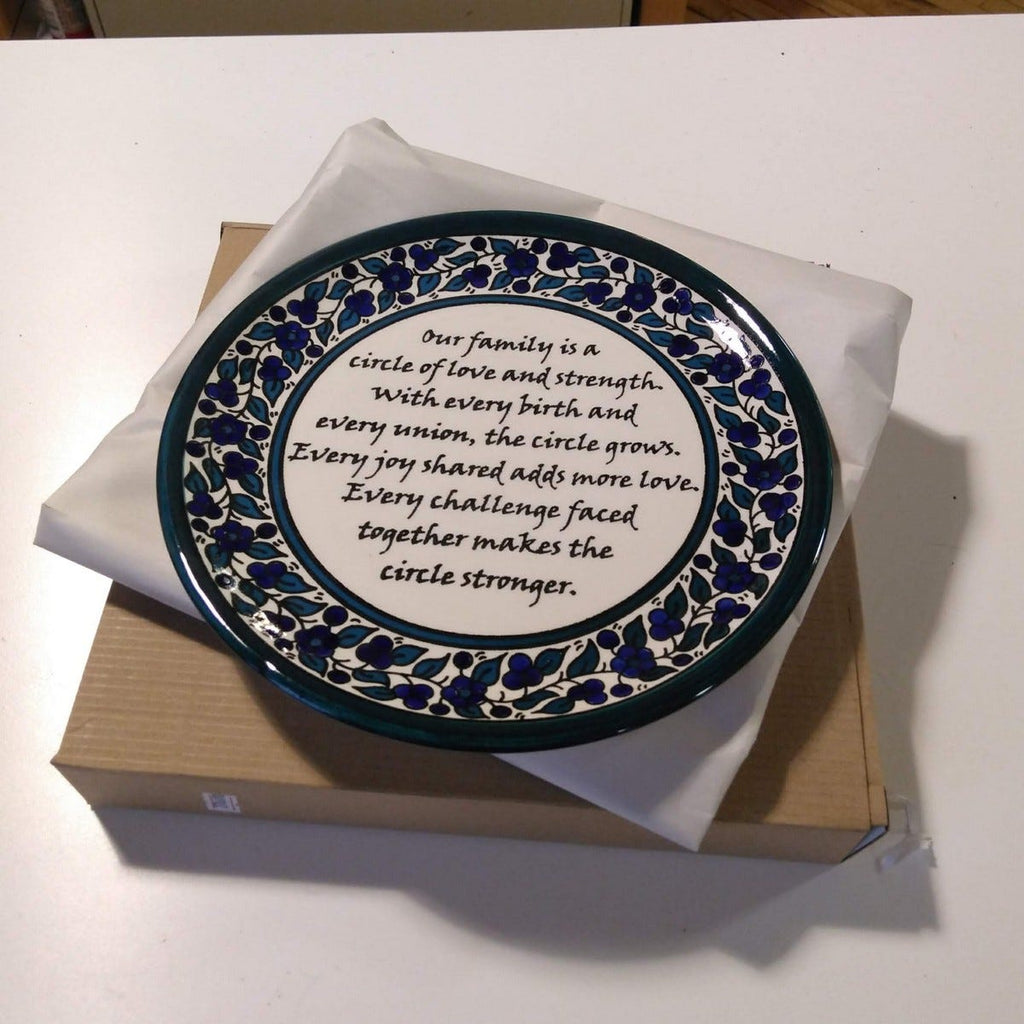 Our family is a
circle of love and strength.
With every birth and
every union, the circle grows.
Every joy shared adds more love.
Every challenge faced
together makes the
circle stronger.